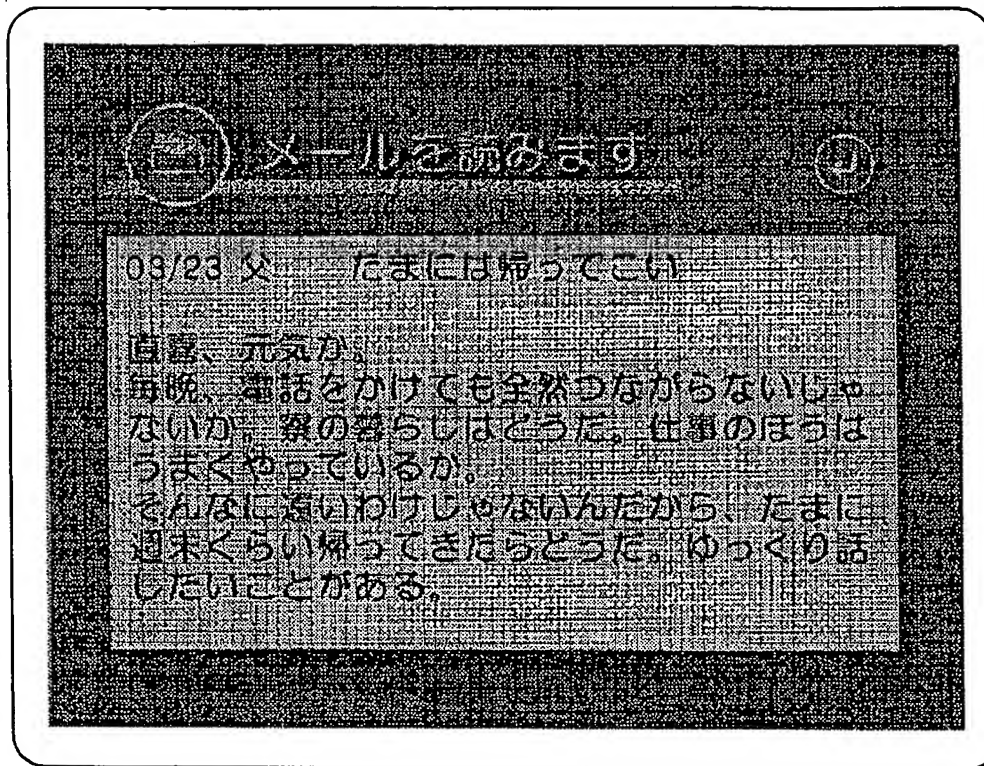 メールを読みます
09/23 父 たまには帰ってこい
直喜、元気か。
毎晩、電話をかけても全然つながらないじゃ
ないか。寮の暮らしはどうだ。仕事のほうは
うまくやっているか。
そんなに遠いわけじゃないんだから、たまに
週末くらい帰ってきたらどうだ。ゆっくり話
したいことがある。